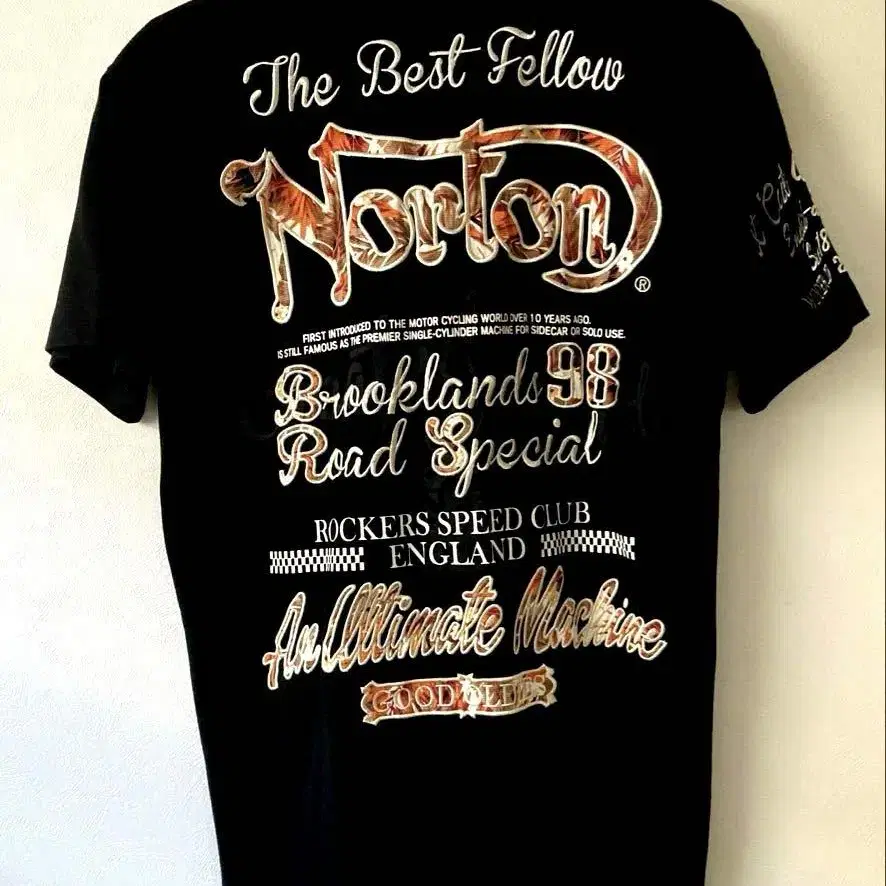 The Best Fellow
Norton
®
FIRST INTRODUCED TO THE MOTOR CYCLING WORLD OVER 10 YEARS AGO.
IS STILL FAMOUS AS THE PREMIER SINGLE-CYLINDER MACHINE FOR SIDECAR OR SOLO USE.
Brooklands 98
Road Special
ROCKERS SPEED CLUB
ENGLAND
An Ultimate Machine
GOOD OLD